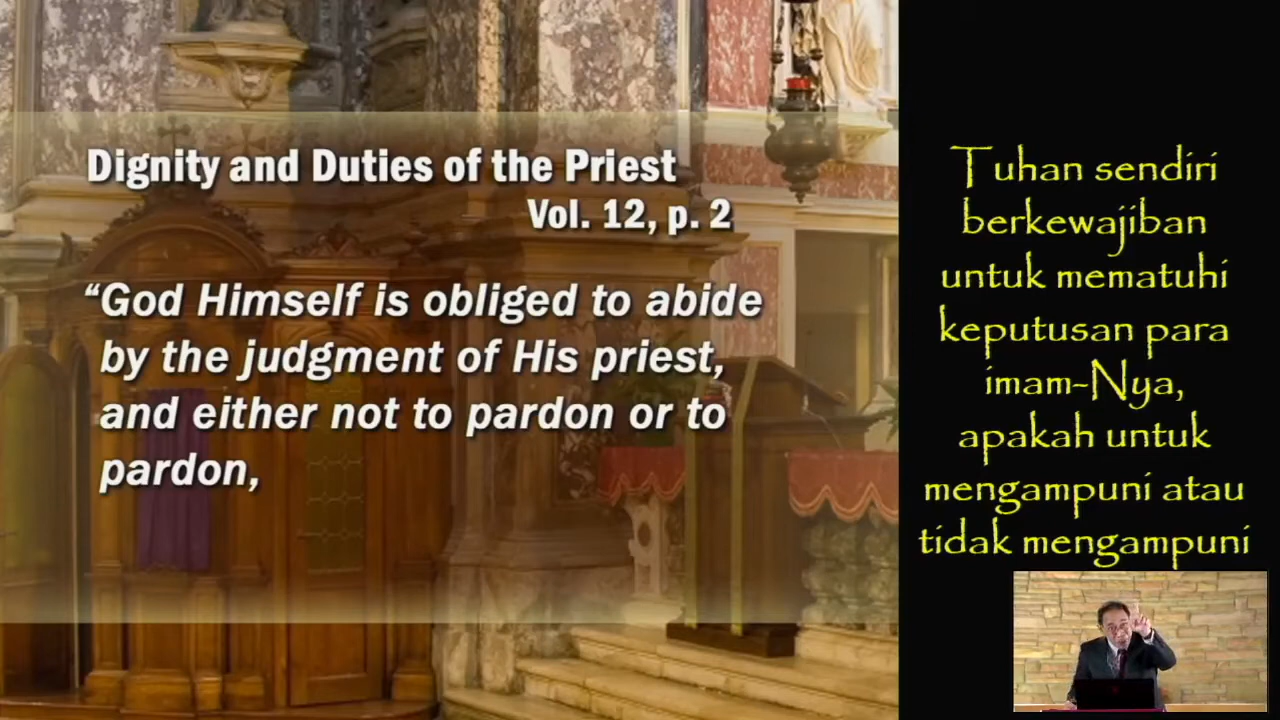 Dignity and Duties of the Priest
Vol. 12, p. 2
“God Himself is obliged to abide
by the judgment of His priest,
and either not to pardon or to
pardon,
Tuhan sendiri
berkewajiban
untuk mematuhi
keputusan para
imam-Nya,
apakah untuk
mengampuni atau
tidak mengampuni